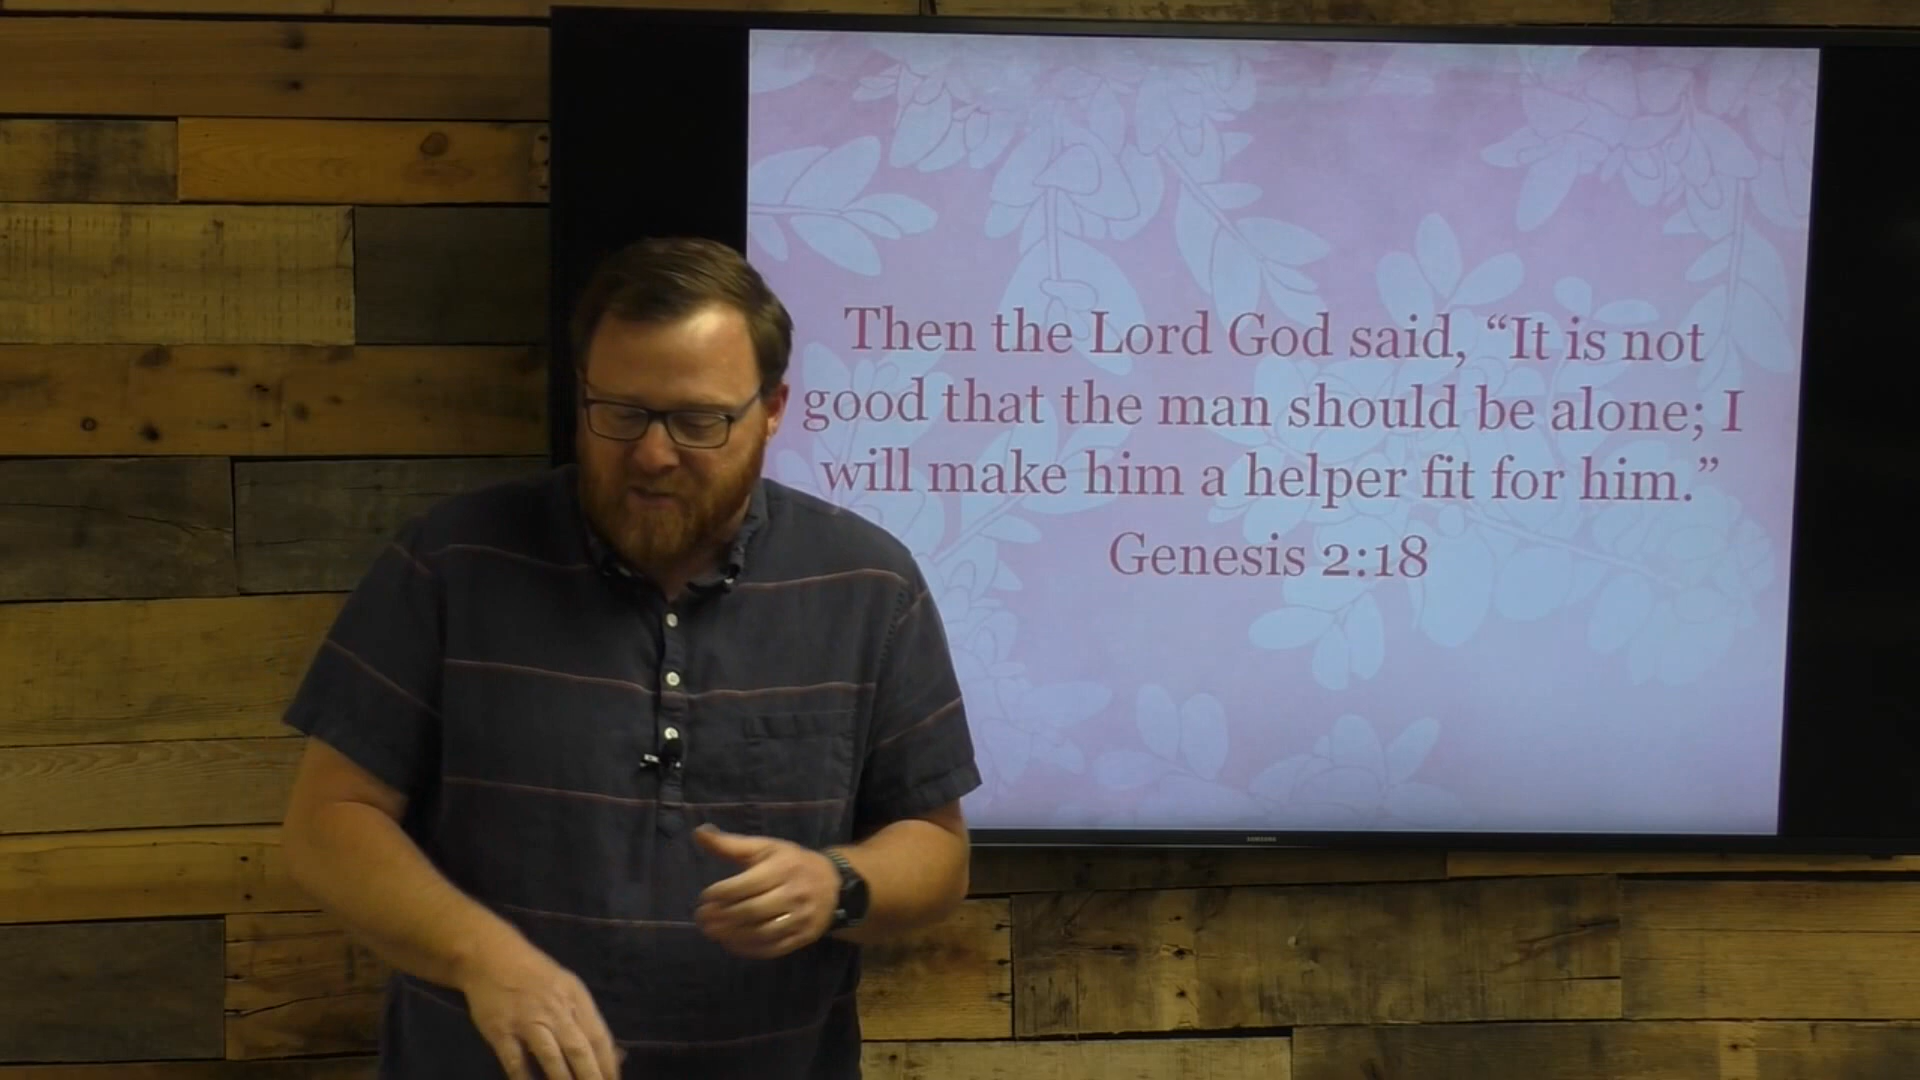 Then the Lord God said, “It is not
good that the man should be alone; I
will make him a helper fit for him.”
Genesis 2:18
SAMSUNG